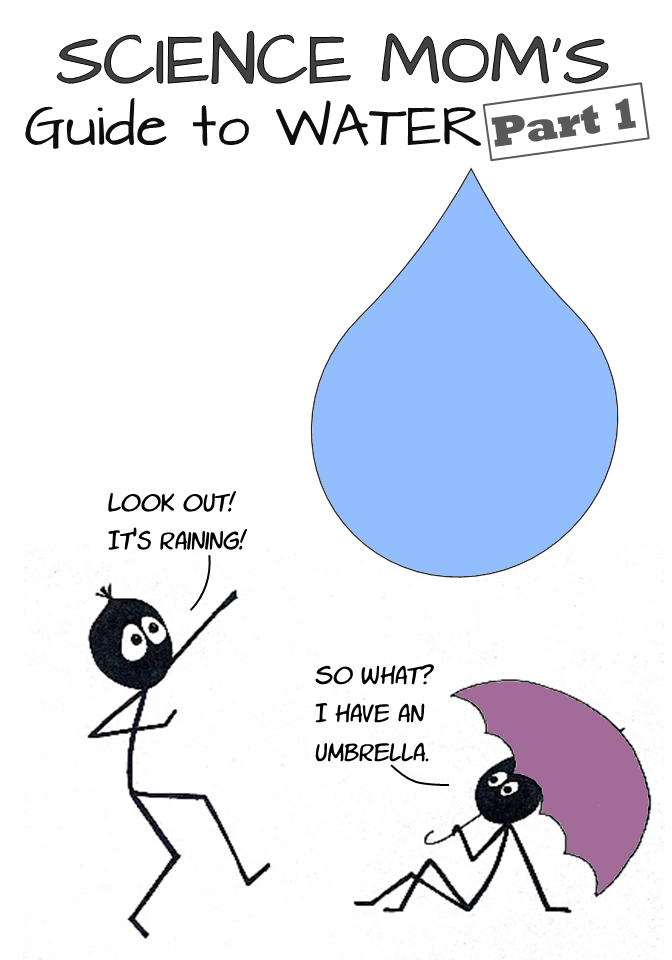 SCIENCE MOM'S
Guide to WATER Part 1
LOOK OUT!
IT'S RAINING!
SO WHAT?
I HAVE AN
UMBRELLA.